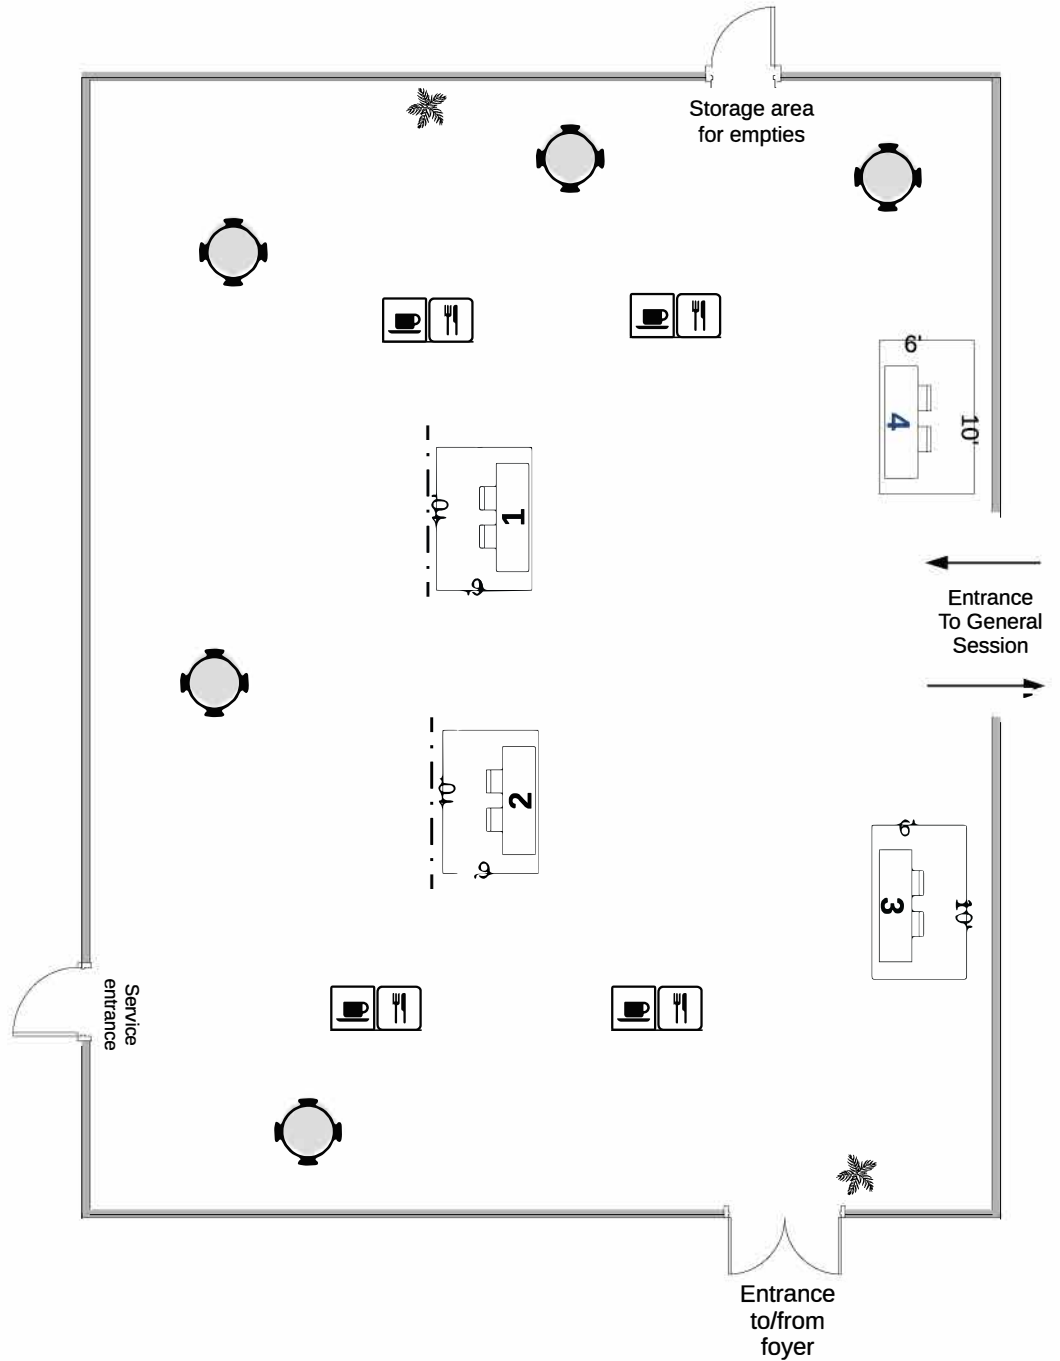 Storage area
for empties
6'
4
10'
10'
1
6'
Entrance
To General
Session
10'
2
6'
6'
3
10'
Service
entrance
Entrance
to/from
foyer